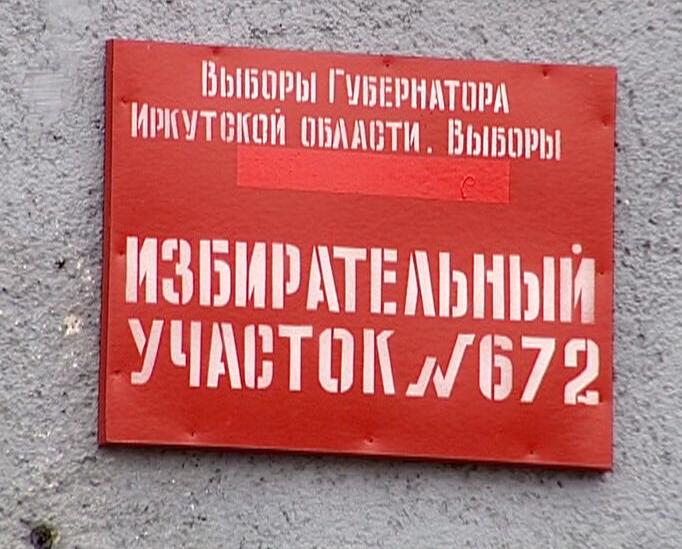 ВЫБОРЫ ГУБЕРНАТОРА
ИРКУТСКОЙ ОБЛАСТИ. ВЫБОРЫ
ИЗБИРАТЕЛЬНЫЙ
УЧАСТОК №672